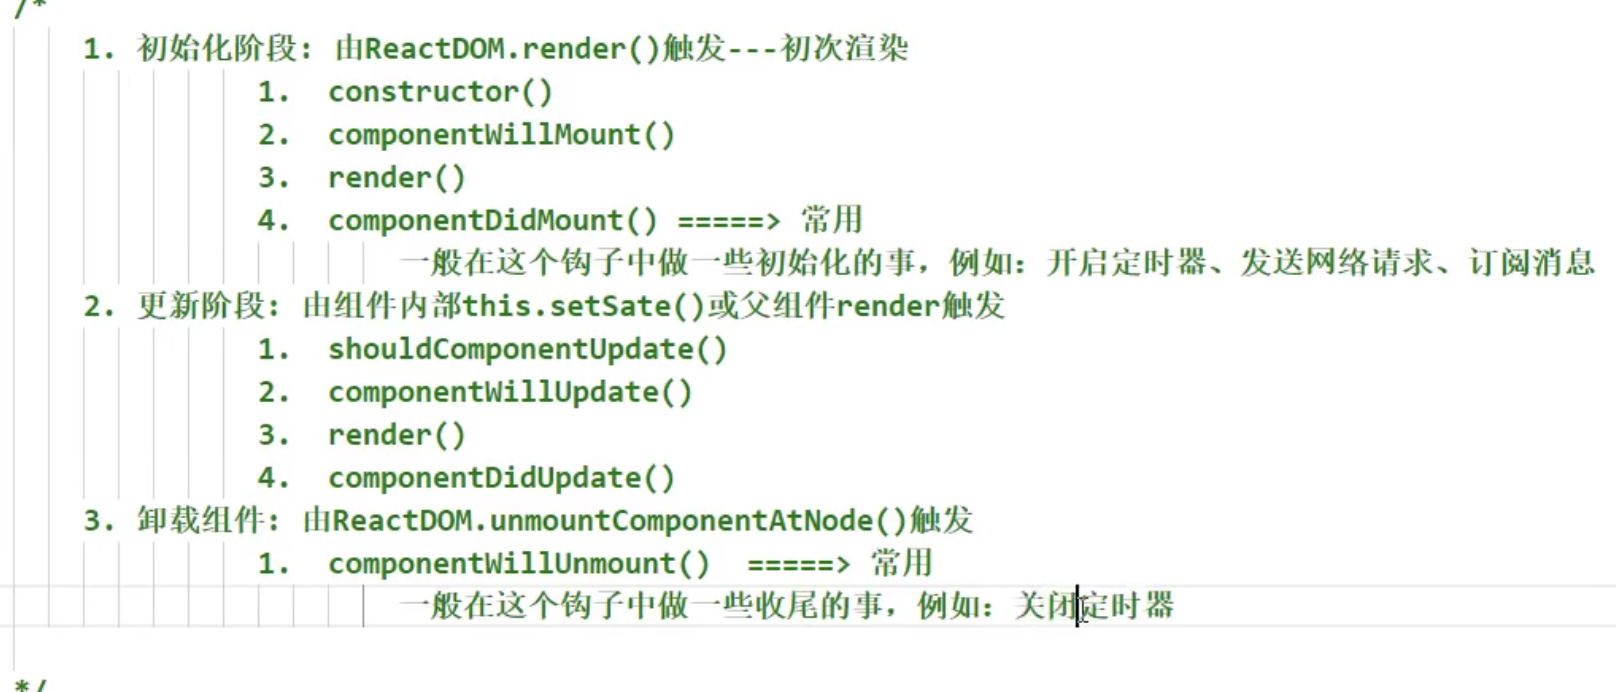 /*
1. 初始化阶段: 由ReactDOM.render()触发---初次渲染
1. constructor()
2. componentWillMount()
3. render()
4. componentDidMount() =====> 常用
一般在这个钩子中做一些初始化的事，例如：开启定时器、发送网络请求、订阅消息
2. 更新阶段: 由组件内部this.setSate()或父组件render触发
1. shouldComponentUpdate()
2. componentWillUpdate()
3. render()
4. componentDidUpdate()
3. 卸载组件: 由ReactDOM.unmountComponentAtNode()触发
1. componentWillUnmount() =====> 常用
一般在这个钩子中做一些收尾的事，例如：关闭定时器
*/